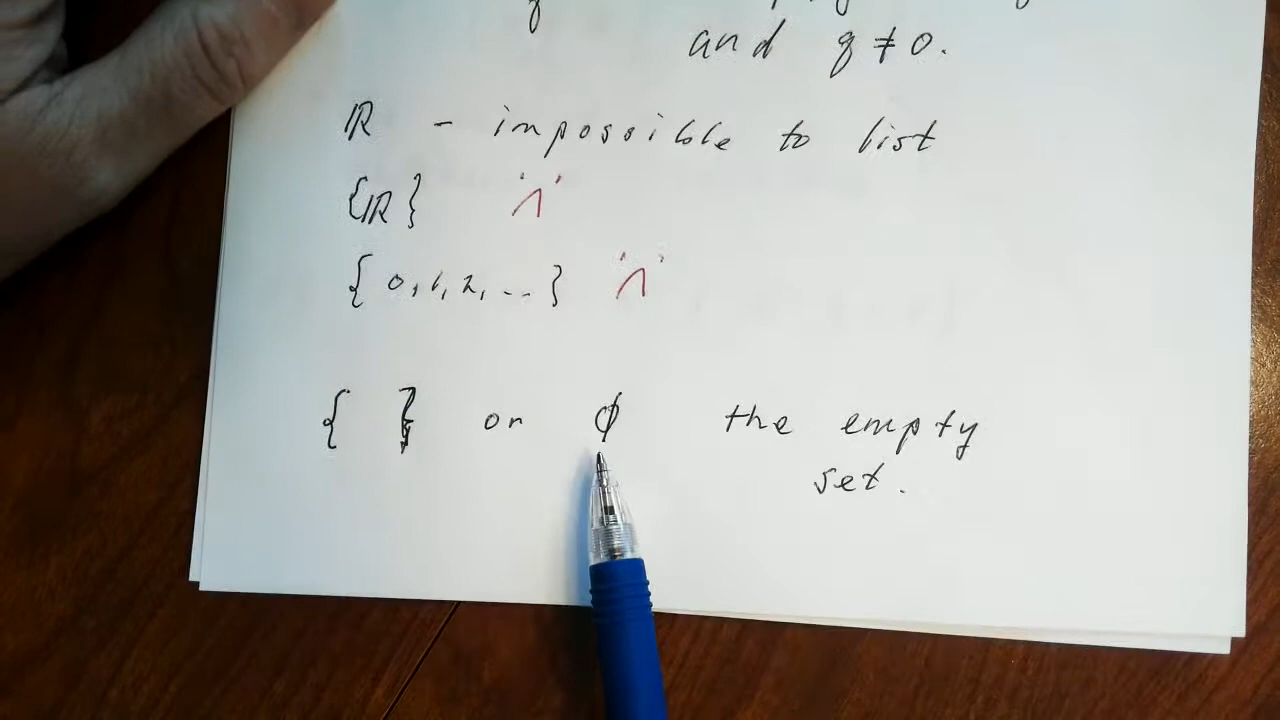 and q ≠ 0.
ℝ - impossible to list
{ℝ}
{0, 1, 2, ...}
{ } or ∅ the empty
set.